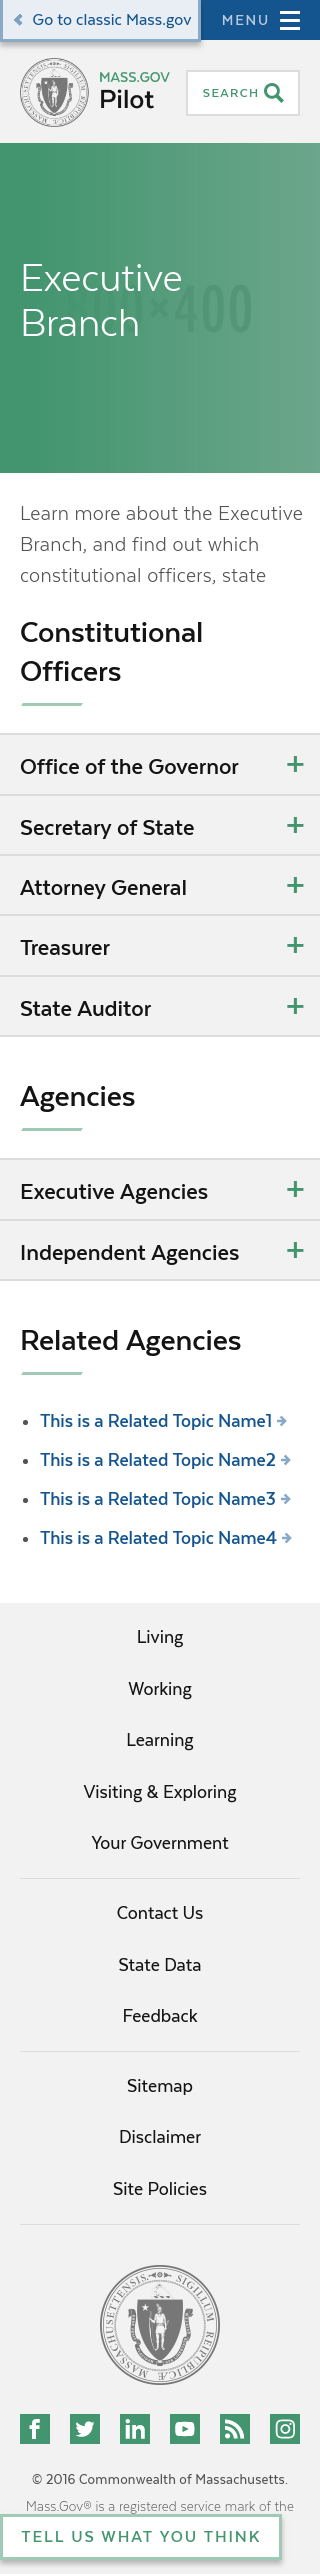 Go to classic Mass.gov
MENU
MASS.GOV
Pilot
SEARCH
Executive
Branch
×400
Learn more about the Executive
Branch, and find out which
constitutional officers, state
Constitutional
Officers
Office of the Governor
Secretary of State
Attorney General
Treasurer
State Auditor
Agencies
Executive Agencies
Independent Agencies
Related Agencies
This is a Related Topic Name1
This is a Related Topic Name2
This is a Related Topic Name3
This is a Related Topic Name4
Living
Working
Learning
Visiting & Exploring
Your Government
Contact Us
State Data
Feedback
Sitemap
Disclaimer
Site Policies
© 2016 Commonwealth of Massachusetts.
Mass.Gov® is a registered service mark of the
TELL US WHAT YOU THINK